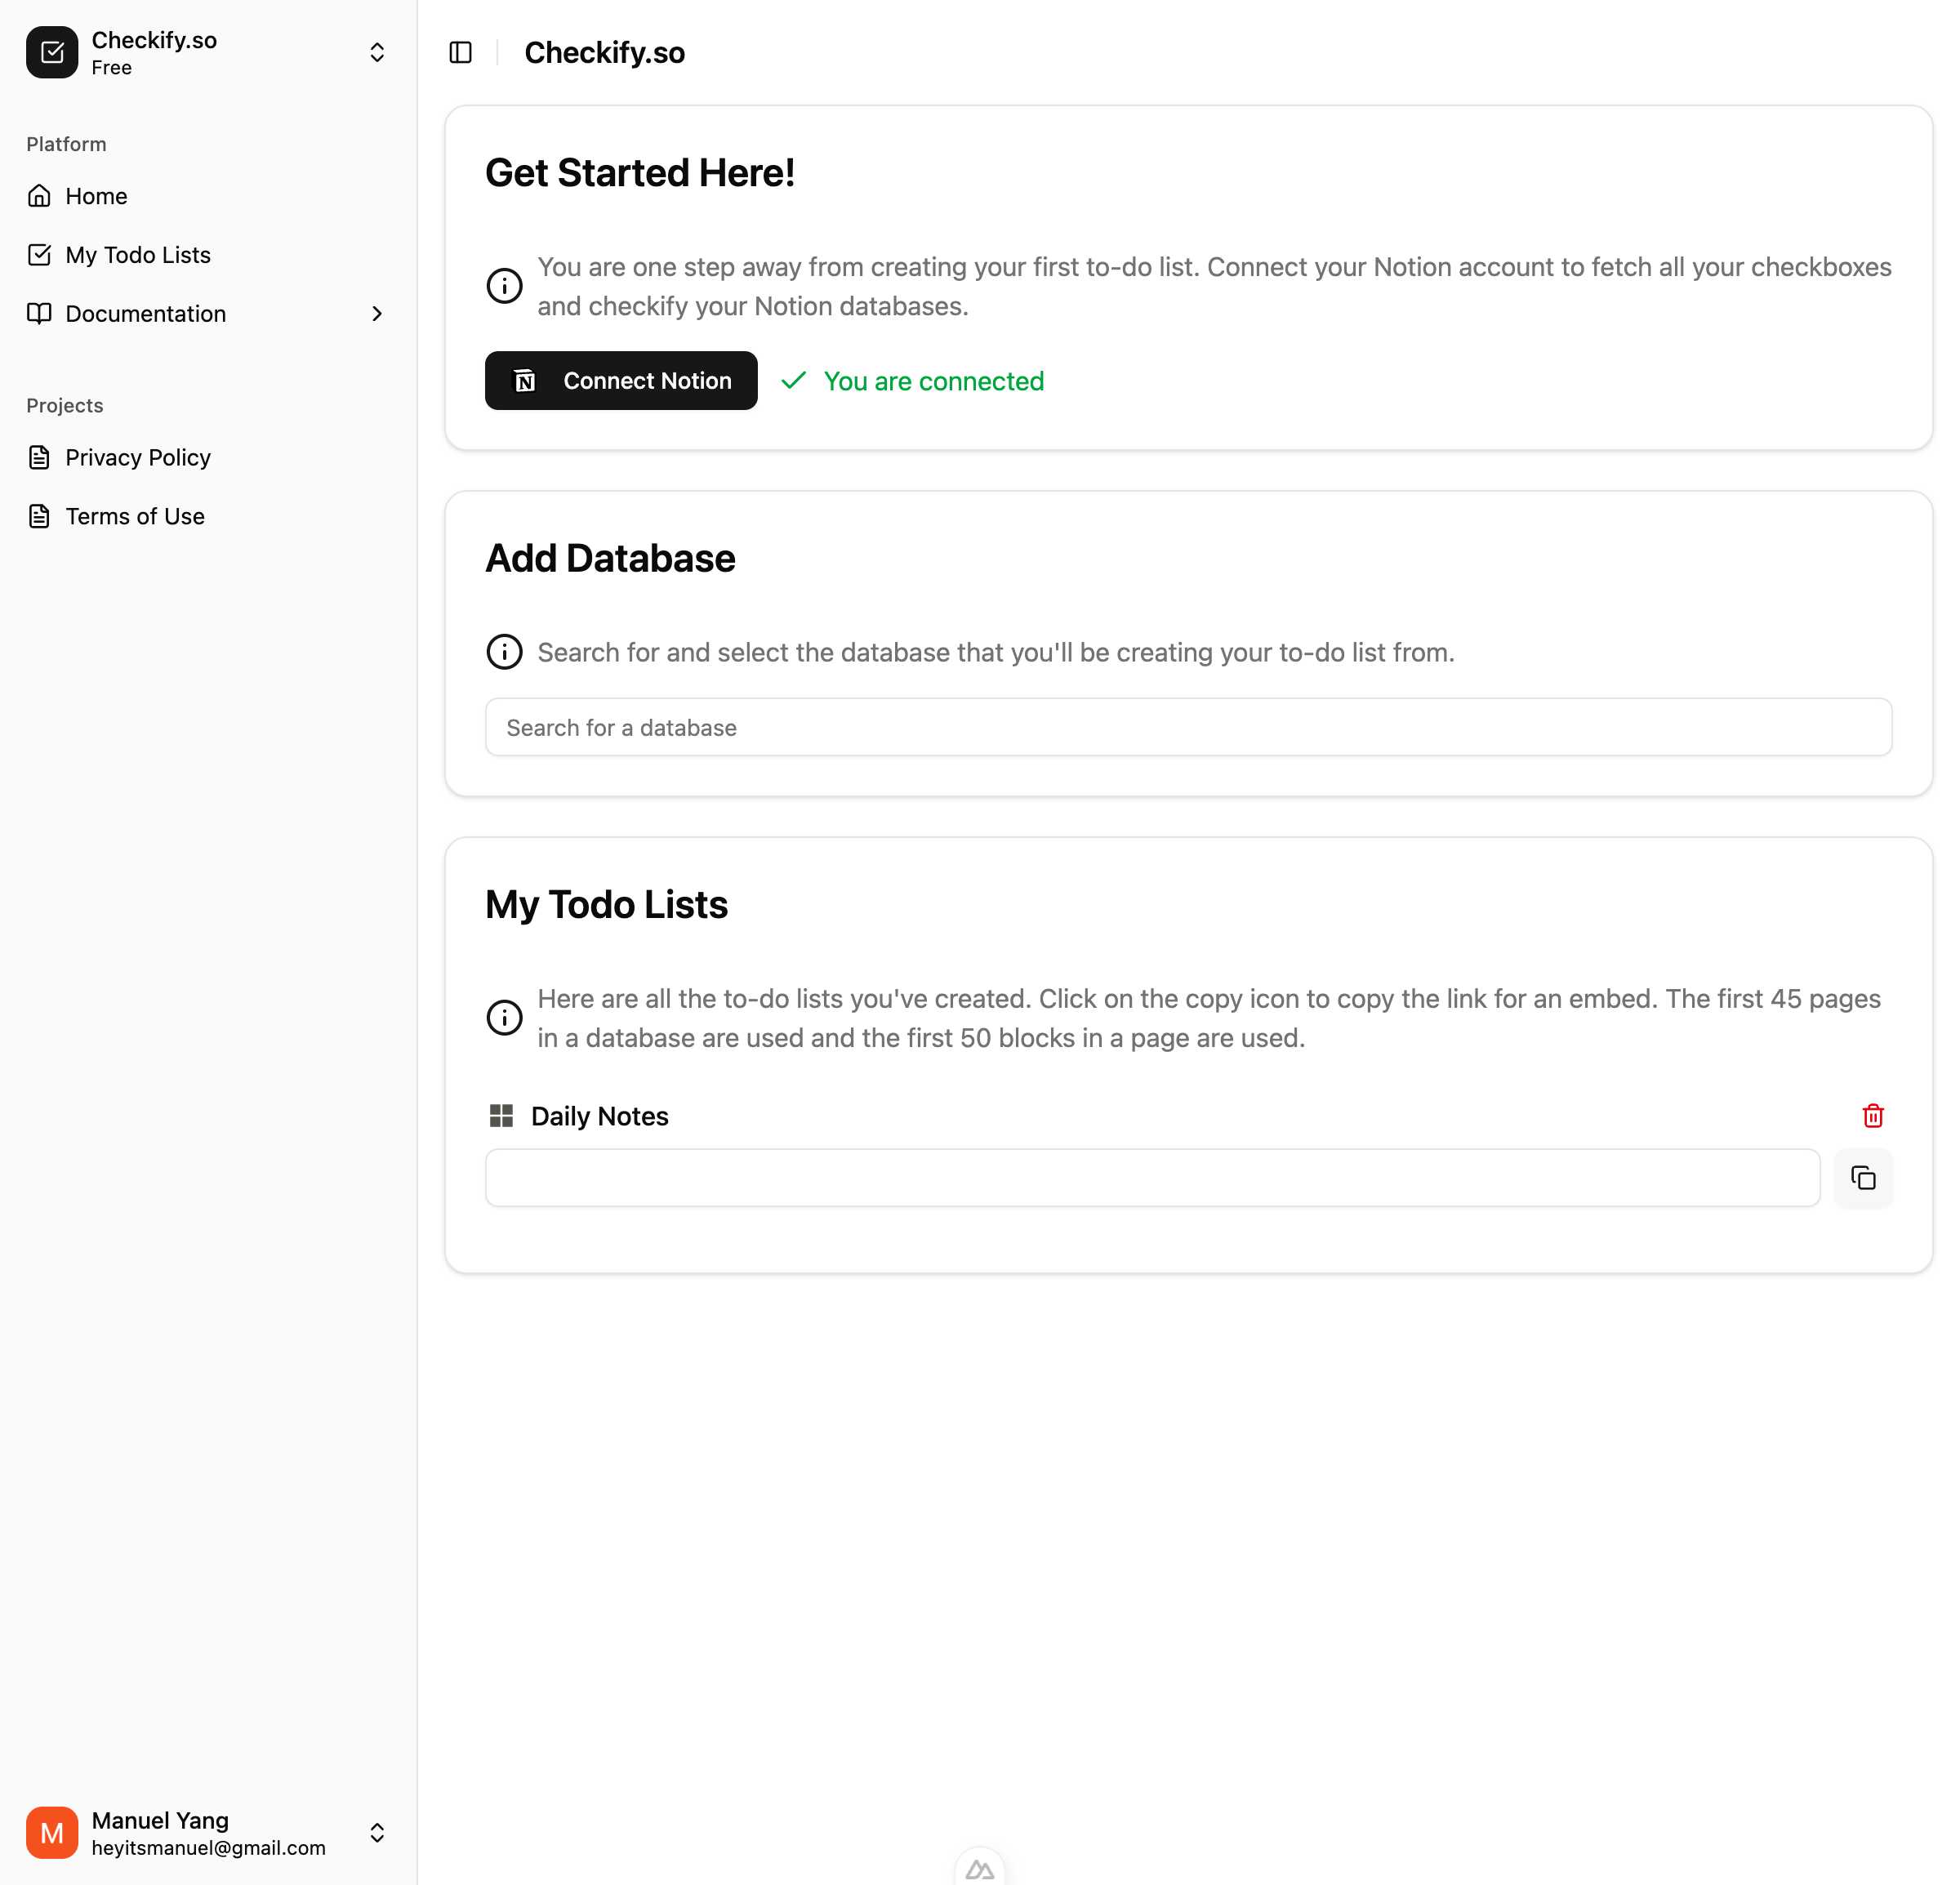 Checkify.so
Free
Platform
Home
My Todo Lists
Documentation
Projects
Privacy Policy
Terms of Use
M
Manuel Yang
heyitsmanuel@gmail.com
Checkify.so
Get Started Here!
You are one step away from creating your first to-do list. Connect your Notion account to fetch all your checkboxes
and checkify your Notion databases.
N
Connect Notion
You are connected
Add Database
Search for and select the database that you'll be creating your to-do list from.
Search for a database
My Todo Lists
Here are all the to-do lists you've created. Click on the copy icon to copy the link for an embed. The first 45 pages
in a database are used and the first 50 blocks in a page are used.
Daily Notes